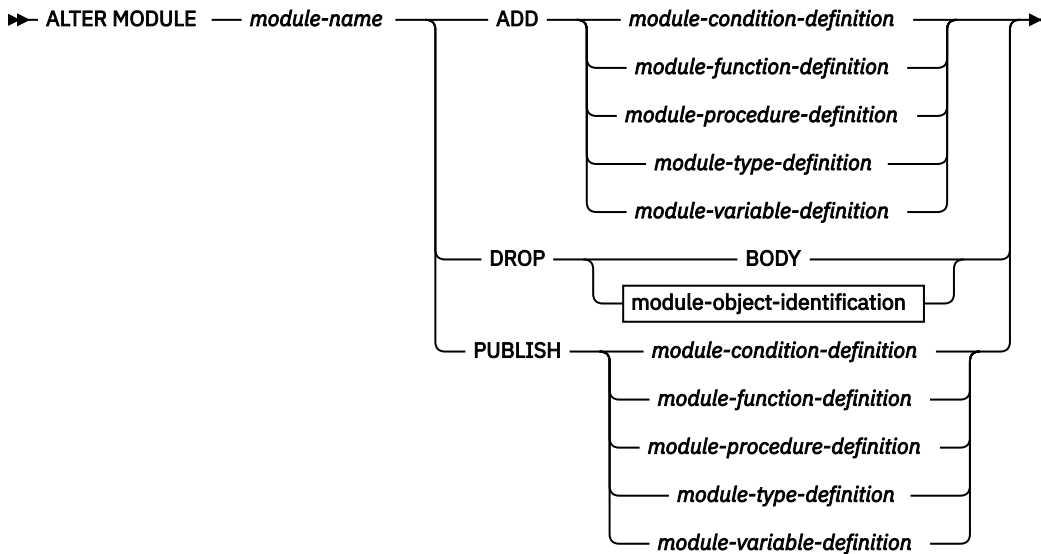 ALTER MODULE module-name ADD module-condition-definition
module-function-definition
module-procedure-definition
module-type-definition
module-variable-definition
DROP BODY
module-object-identification
PUBLISH module-condition-definition
module-function-definition
module-procedure-definition
module-type-definition
module-variable-definition